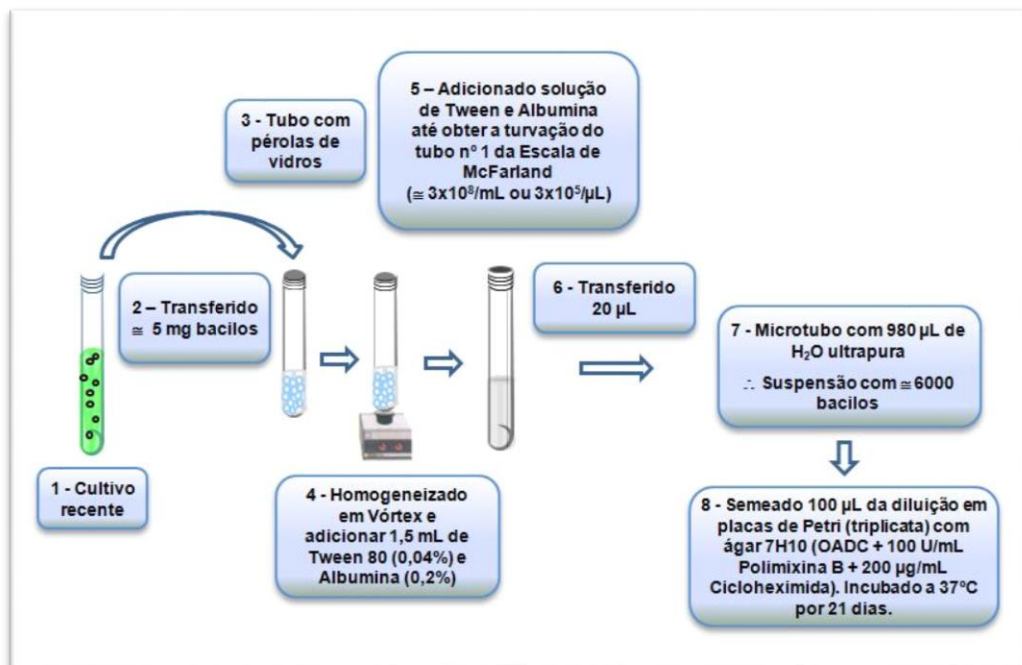 1 - Cultivo
recente
2 – Transferido
≅ 5 mg bacilos
3 - Tubo com
pérolas de
vidros
4 - Homogeneizado
em Vórtex e
adicionar 1,5 mL de
Tween 80 (0,04%) e
Albumina (0,2%)
5 – Adicionado solução
de Tween e Albumina
até obter a turvação do
tubo nº 1 da Escala de
McFarland
(≅ 3x10⁸/mL ou 3x10⁵/µL)
6 - Transferido
20 µL
7 - Microtubo com 980 µL de
H₂O ultrapura
∴ Suspensão com ≅ 6000
bacilos
8 - Semeado 100 µL da diluição em
placas de Petri (triplicata) com
ágar 7H10 (OADC + 100 U/mL
Polimixina B + 200 µg/mL
Cicloheximida). Incubado a 37ºC
por 21 dias.